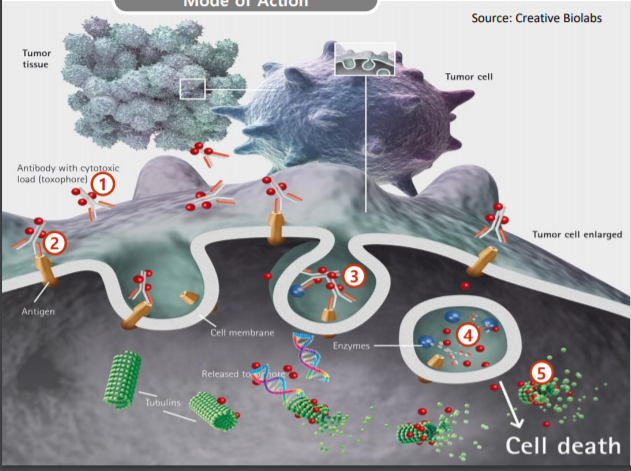 Mode of Action
Source: Creative Biolabs
Tumor
tissue
Tumor cell
Antibody with cytotoxic
load (toxophore)
1
2
Tumor cell enlarged
3
Antigen
Cell membrane
4
Enzymes
Released
5
Tubulins
Cell death